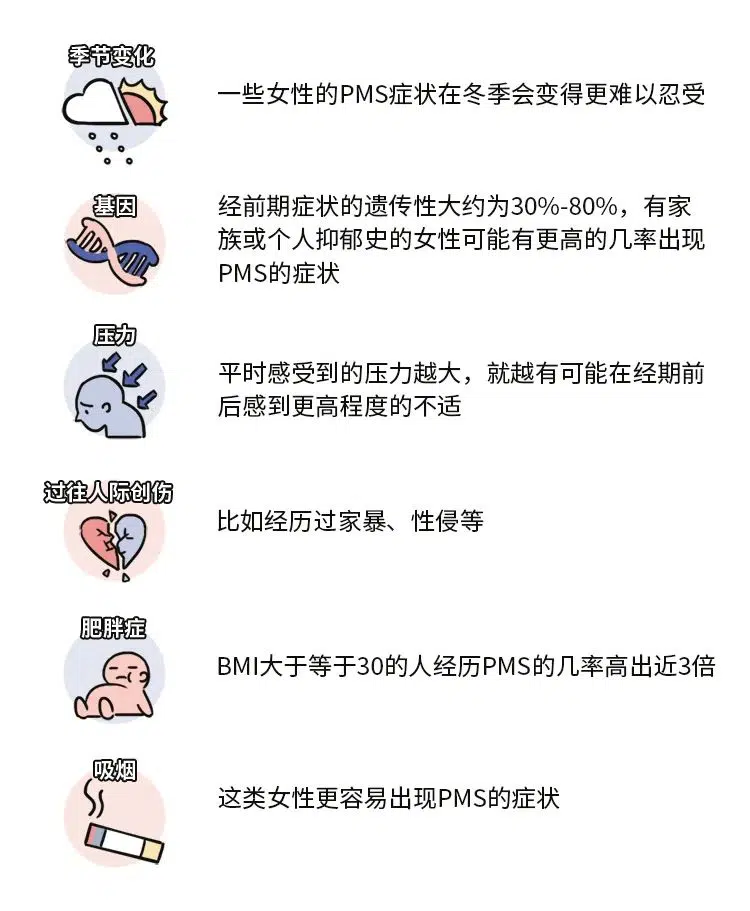 季节变化
一些女性的PMS症状在冬季会变得更难以忍受
基因
经前期症状的遗传性大约为30%-80%，有家
族或个人抑郁史的女性可能有更高的几率出现
PMS的症状
压力
平时感受到的压力越大，就越有可能在经期前
后感到更高程度的不适
过往人际创伤
比如经历过家暴、性侵等
肥胖症
BMI大于等于30的人经历PMS的几率高出近3倍
吸烟
这类女性更容易出现PMS的症状